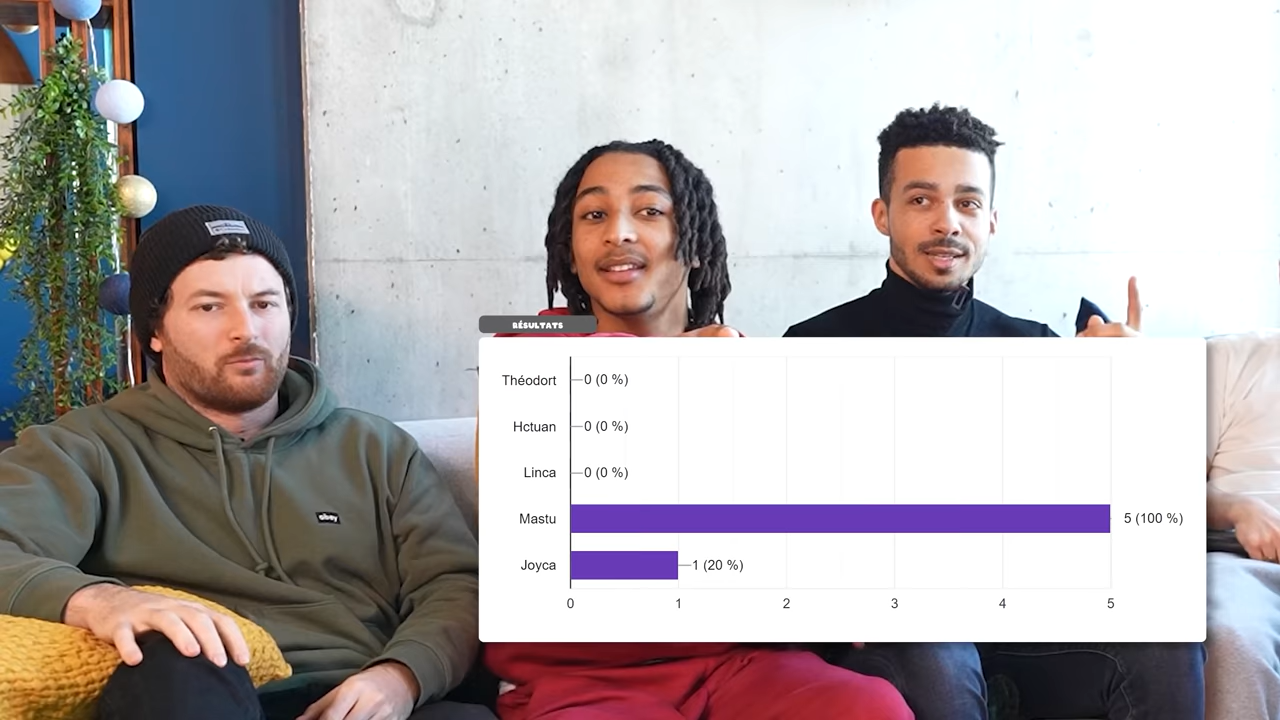 RÉSULTATS
Théodort 0 (0 %)
Hctuan 0 (0 %)
Linca 0 (0 %)
Mastu 5 (100 %)
Joyca 1 (20 %)
0 1 2 3 4 5
obey